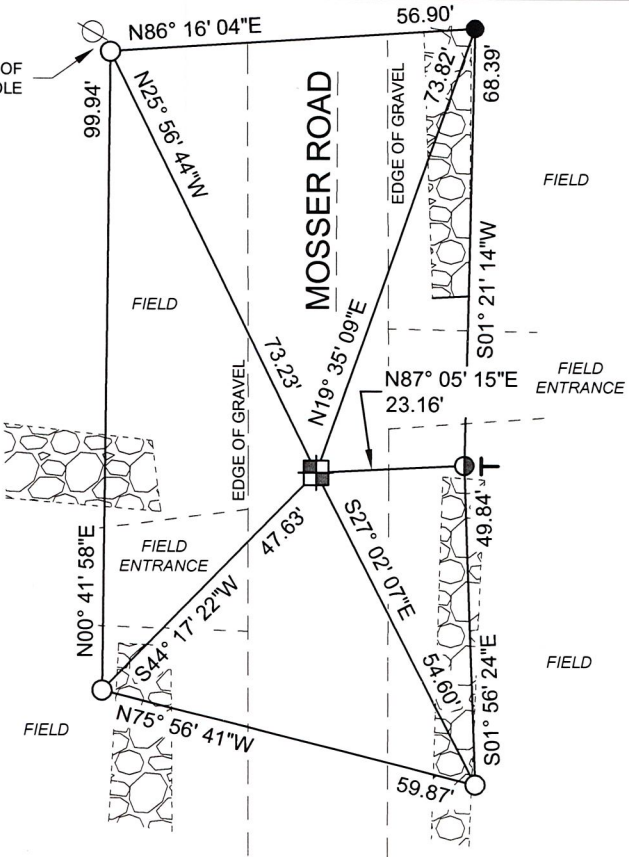 56.90'
N86° 16' 04"E
OF
OLE
99.94'
N25° 56' 44"W
MOSSER ROAD
EDGE OF GRAVEL
73.82'
68.39'
FIELD
S01° 21' 14"W
FIELD
73.23'
N19° 35' 09"E
FIELD
ENTRANCE
N87° 05' 15"E
23.16'
EDGE OF GRAVEL
47.63'
S27° 02' 07"E
49.84'
N00° 41' 58"E
FIELD
ENTRANCE
S44° 17' 22"W
54.60'
S01° 56' 24"E
FIELD
FIELD
N75° 56' 41"W
59.87'